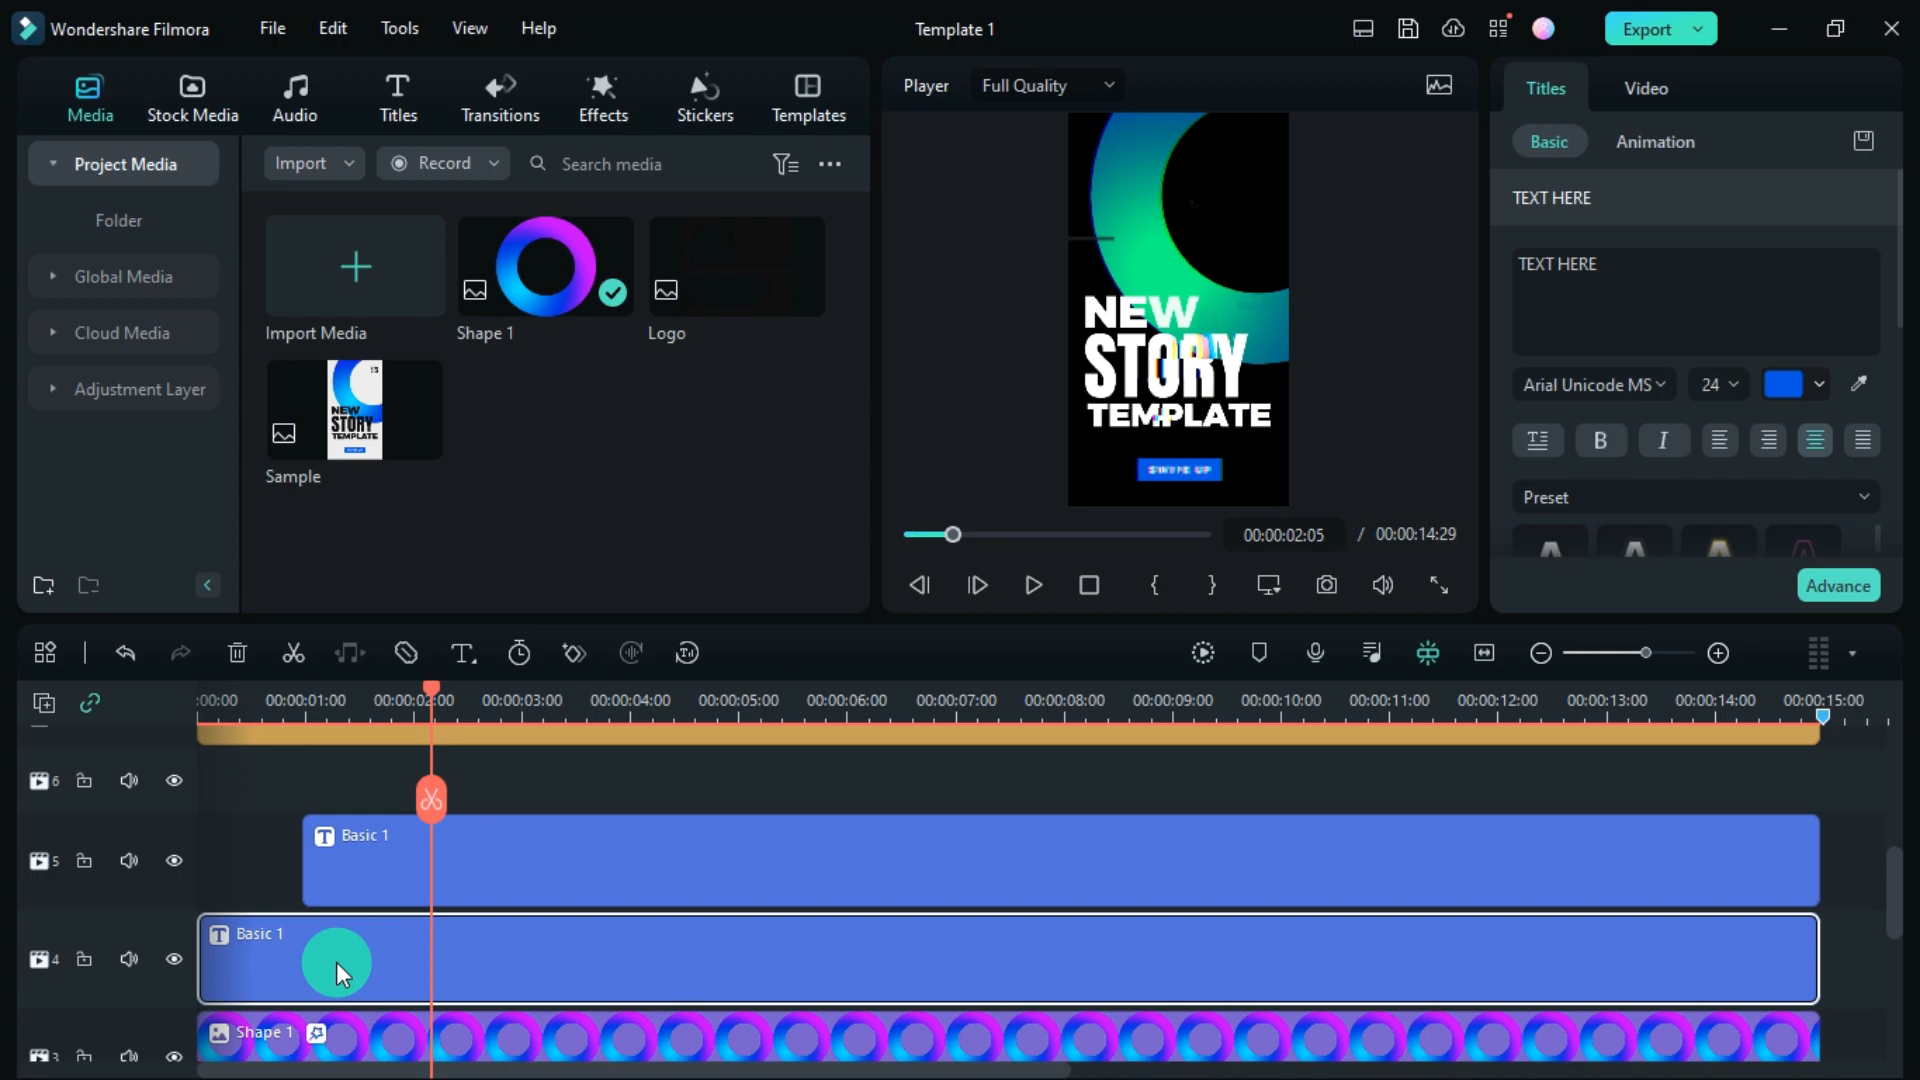 Wondershare Filmora
File
Edit
Tools
View
Help
Template 1
Export
Media
Stock Media
Audio
Titles
Transitions
Effects
Stickers
Templates
Player
Full Quality
Titles
Video
Basic
Animation
Project Media
Import
Record
Search media
Folder
Global Media
Cloud Media
Adjustment Layer
Import Media
Shape 1
Logo
NEW
STORY
TEMPLATE
Sample
NEW
STORY
TEMPLATE
SWIPE UP
TEXT HERE
TEXT HERE
Arial Unicode MS
24
B
I
Preset
00:00:02:05 / 00:00:14:29
Advance
:00:00
00:00:01:00
00:00:02:00
00:00:03:00
00:00:04:00
00:00:05:00
00:00:06:00
00:00:07:00
00:00:08:00
00:00:09:00
00:00:10:00
00:00:11:00
00:00:12:00
00:00:13:00
00:00:14:00
00:00:15:00
6
5
Basic 1
4
Basic 1
3
Shape 1